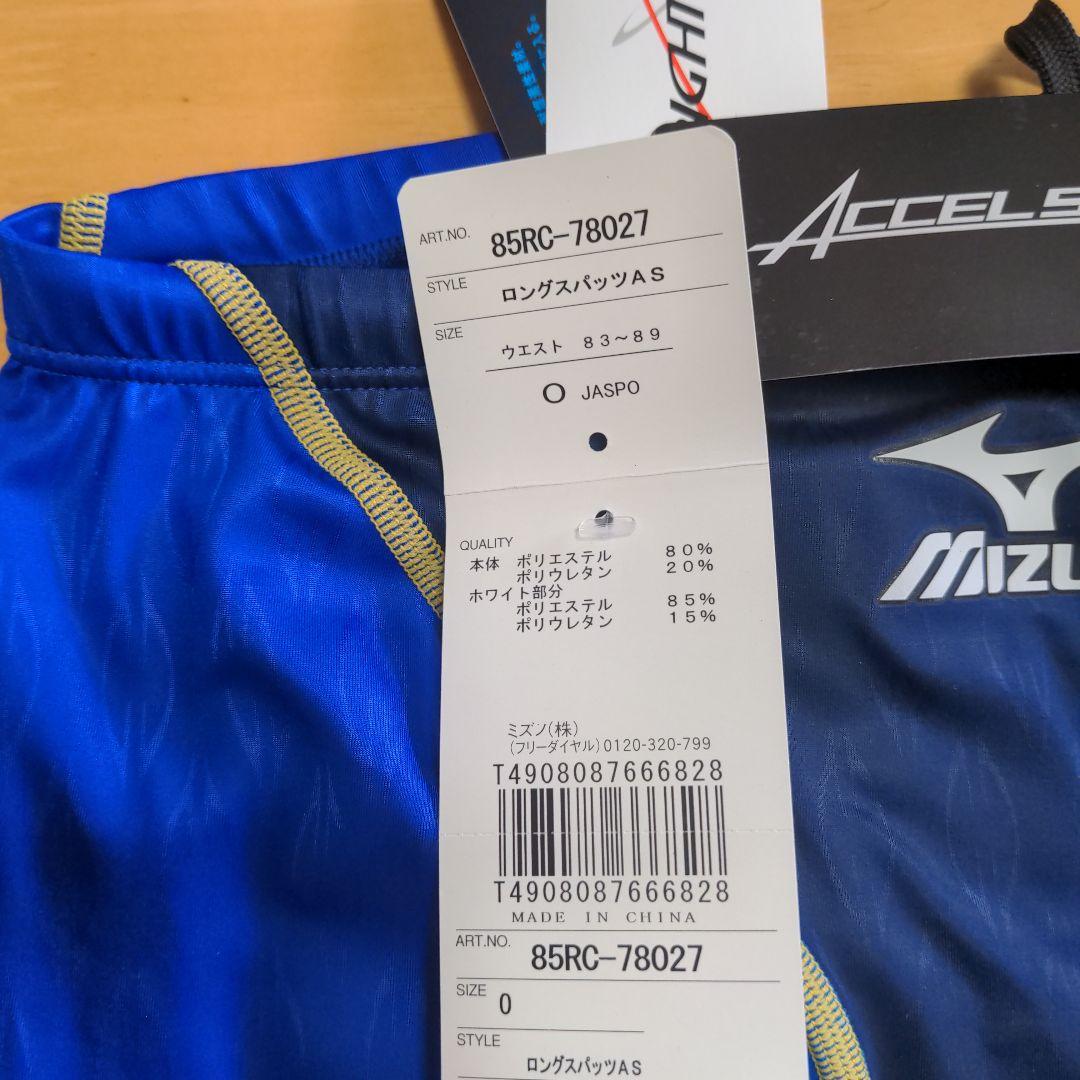 ACCELS
ART.NO. 85RC-78027
STYLE ロングスパッツAS
SIZE ウエスト 83~89
O JASPO
QUALITY
本体 ポリエステル 80%
ポリウレタン 20%
ホワイト部分
ポリエステル 85%
ポリウレタン 15%
ミズノ(株)
(フリーダイヤル)0120-320-799
T4908087666828
T4908087666828
MADE IN CHINA
ART.NO.
85RC-78027
SIZE O
STYLE
ロングスパッツAS
MIZU